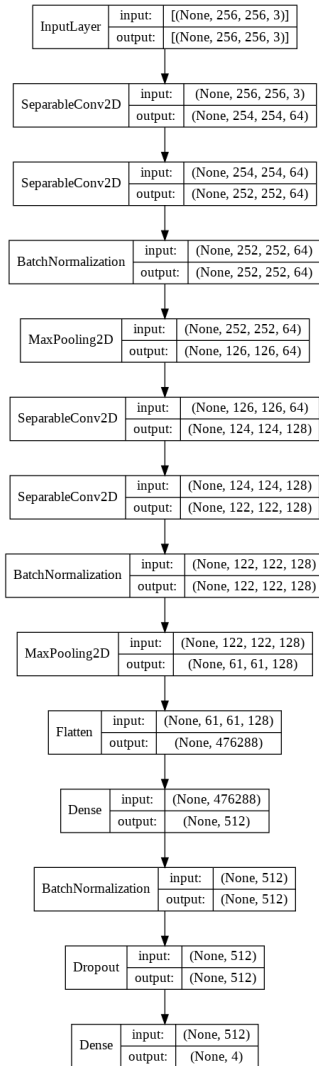 InputLayer input: [(None, 256, 256, 3)]
output: [(None, 256, 256, 3)]
SeparableConv2D input: (None, 256, 256, 3)
output: (None, 254, 254, 64)
SeparableConv2D input: (None, 254, 254, 64)
output: (None, 252, 252, 64)
BatchNormalization input: (None, 252, 252, 64)
output: (None, 252, 252, 64)
MaxPooling2D input: (None, 252, 252, 64)
output: (None, 126, 126, 64)
SeparableConv2D input: (None, 126, 126, 64)
output: (None, 124, 124, 128)
SeparableConv2D input: (None, 124, 124, 128)
output: (None, 122, 122, 128)
BatchNormalization input: (None, 122, 122, 128)
output: (None, 122, 122, 128)
MaxPooling2D input: (None, 122, 122, 128)
output: (None, 61, 61, 128)
Flatten input: (None, 61, 61, 128)
output: (None, 476288)
Dense input: (None, 476288)
output: (None, 512)
BatchNormalization input: (None, 512)
output: (None, 512)
Dropout input: (None, 512)
output: (None, 512)
Dense input: (None, 512)
output: (None, 4)